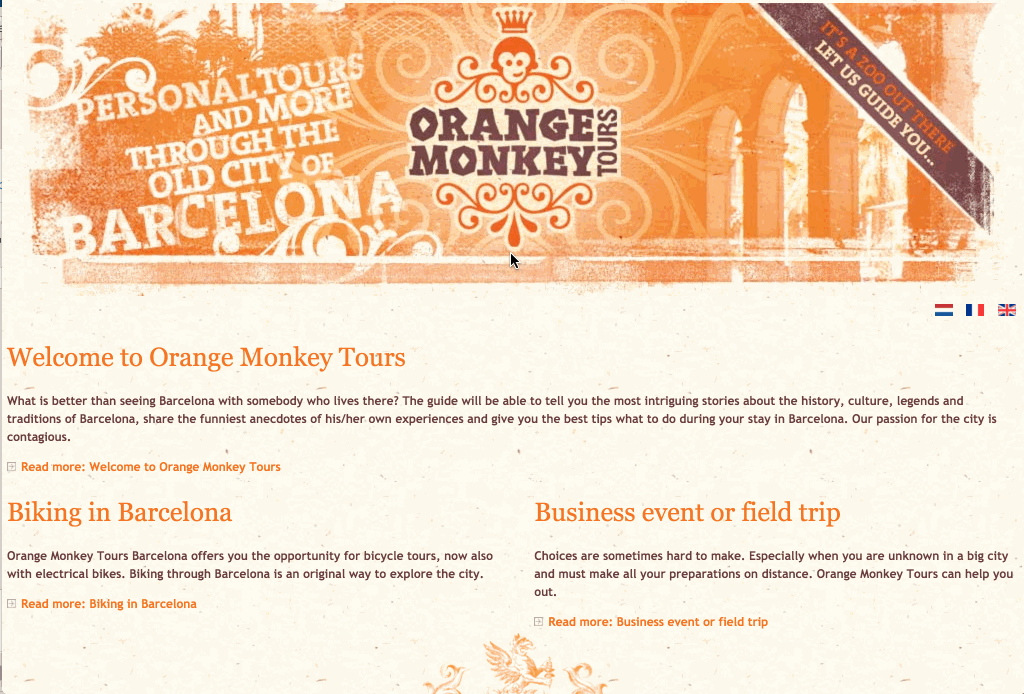 PERSONAL TOURS
AND MORE
THROUGH THE
OLD CITY OF
BARCELONA
ORANGE
MONKEY
TOURS
IT'S A ZOO OUT THERE
LET US GUIDE YOU...
Welcome to Orange Monkey Tours
What is better than seeing Barcelona with somebody who lives there? The guide will be able to tell you the most intriguing stories about the history, culture, legends and
traditions of Barcelona, share the funniest anecdotes of his/her own experiences and give you the best tips what to do during your stay in Barcelona. Our passion for the city is
contagious.
Read more: Welcome to Orange Monkey Tours
Biking in Barcelona
Orange Monkey Tours Barcelona offers you the opportunity for bicycle tours, now also
with electrical bikes. Biking through Barcelona is an original way to explore the city.
Read more: Biking in Barcelona
Business event or field trip
Choices are sometimes hard to make. Especially when you are unknown in a big city
and must make all your preparations on distance. Orange Monkey Tours can help you
out.
Read more: Business event or field trip